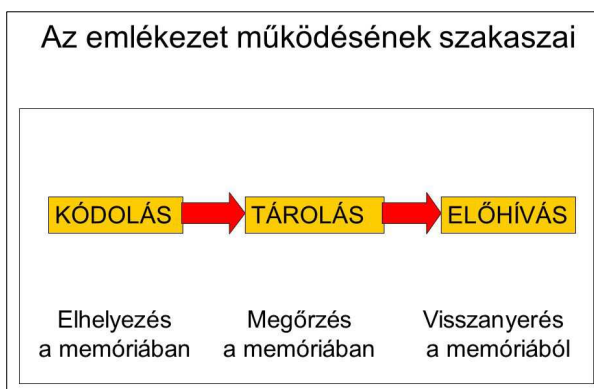 Az emlékezet működésének szakaszai
KÓDOLÁS TÁROLÁS ELŐHÍVÁS
Elhelyezés Megőrzés Visszanyerés
a memóriában a memóriában a memóriából